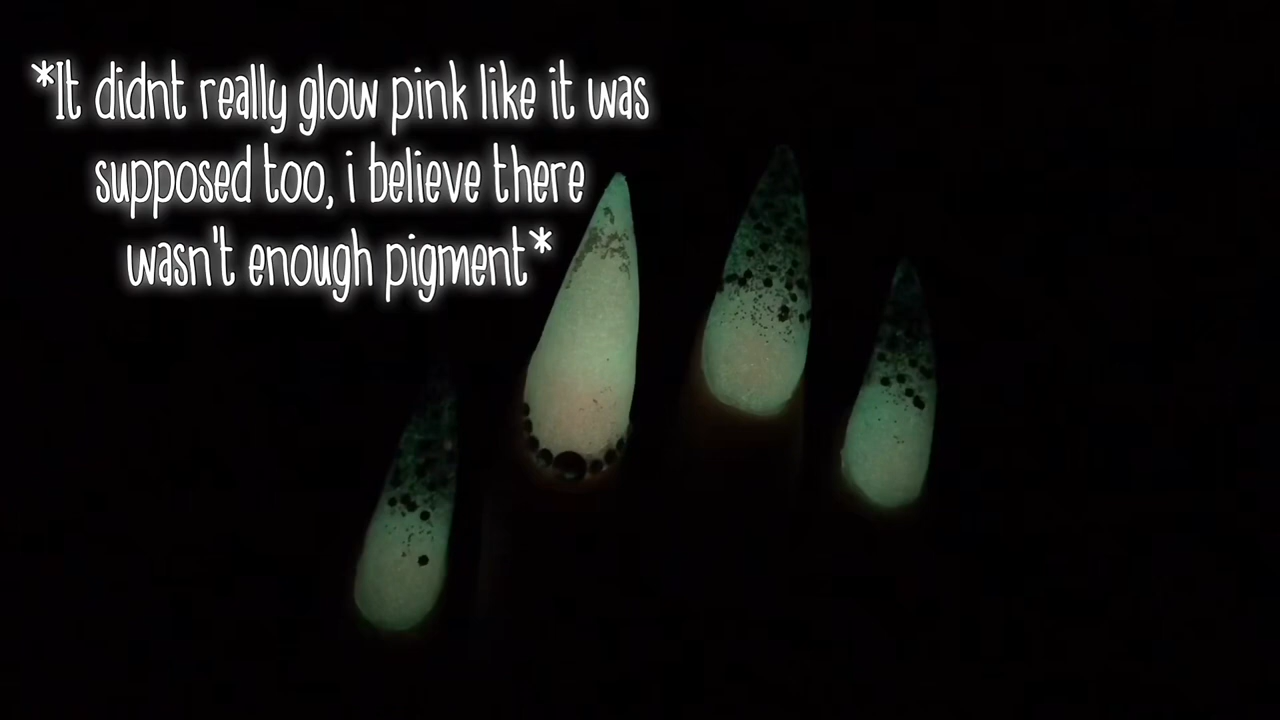 *It didnt really glow pink like it was
supposed too, i believe there
wasn't enough pigment*